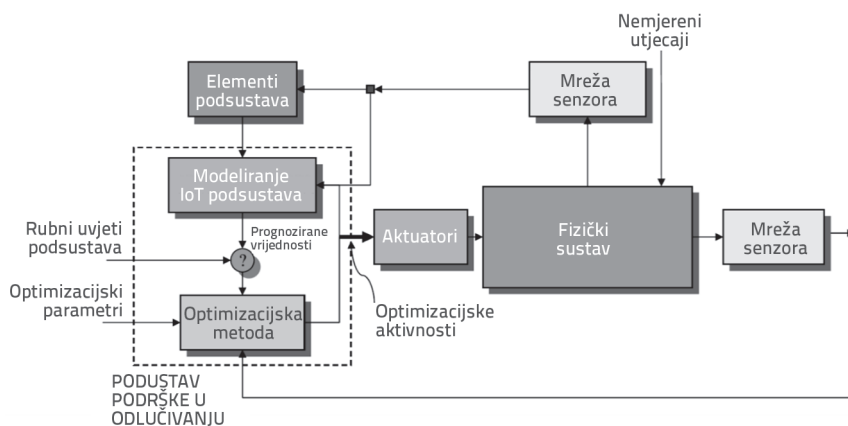 Nemjereni
utjecaji
Elementi
podsustava
Mreža
senzora
Modeliranje
IoT podsustava
Rubni uvjeti
podsustava
Prognozirane
vrijednosti
Aktuatori
Fizički
sustav
Mreža
senzora
?
Optimizacijski
parametri
Optimizacijska
metoda
Optimizacijske
aktivnosti
PODUSTAV
PODRŠKE U
ODLUČIVANJU